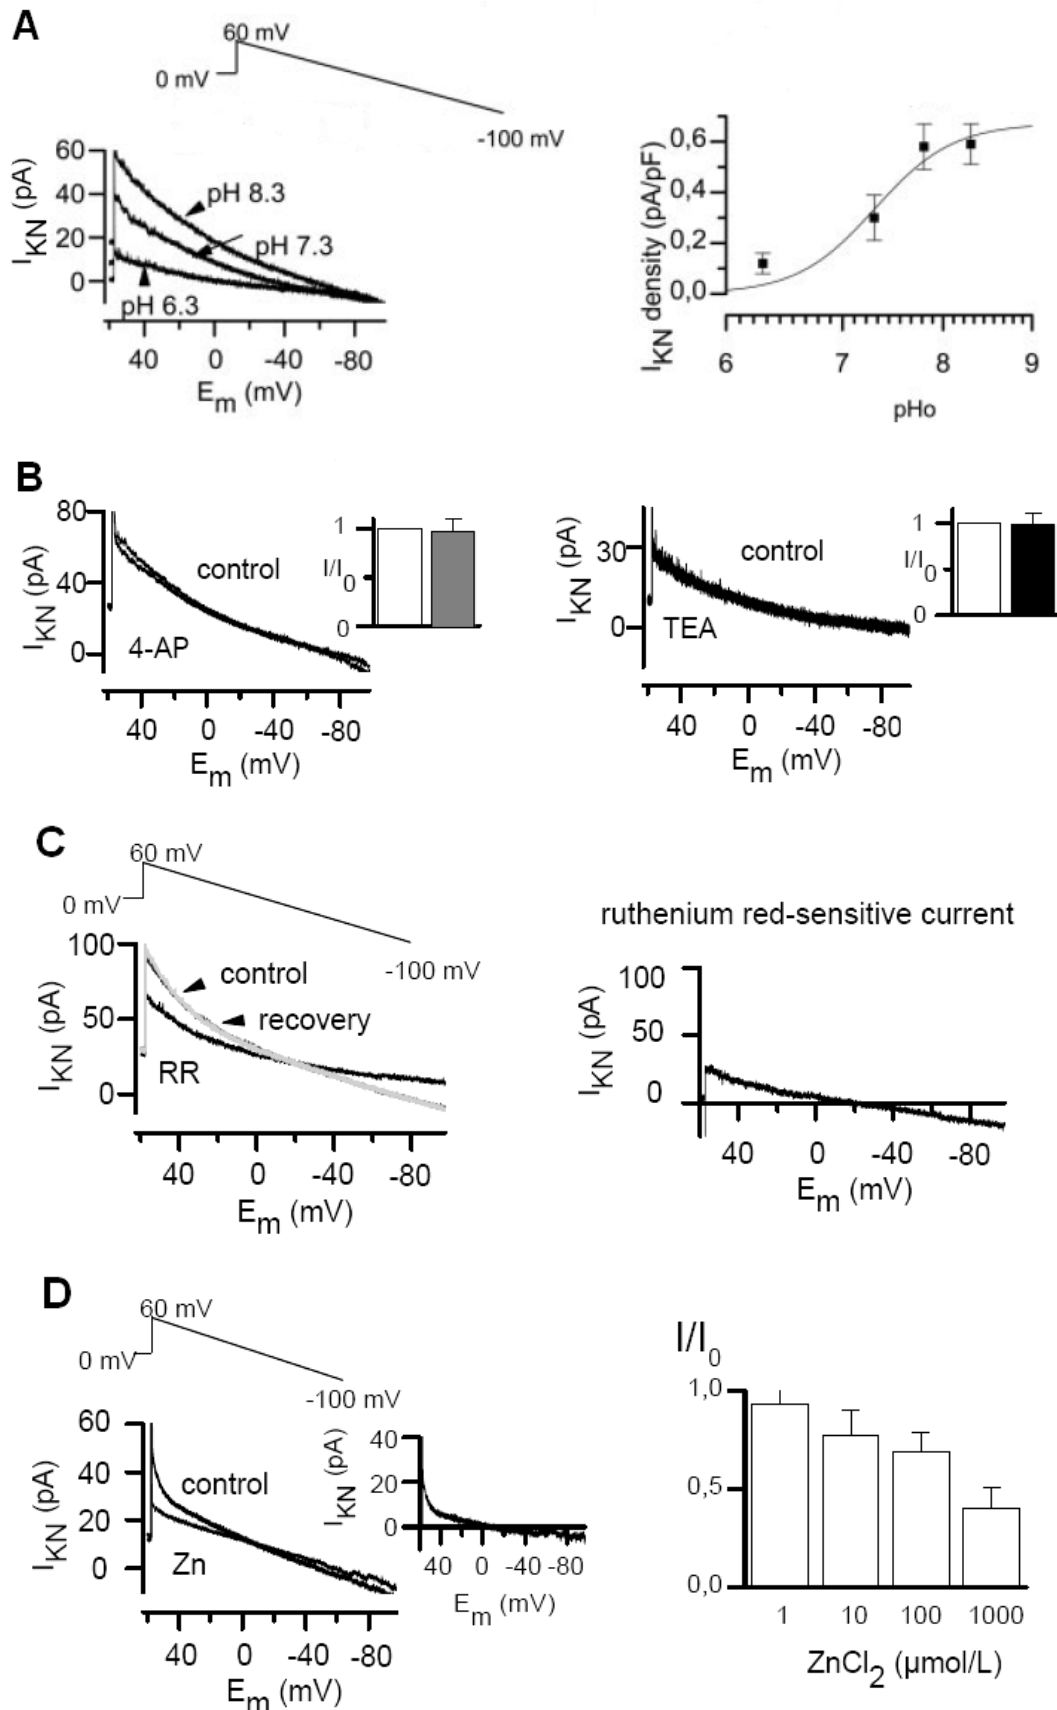 A
60 mV
0 mV
-100 mV
60
40
20
0
I_KN (pA)
pH 8.3
pH 7.3
pH 6.3
40 0 -40 -80
E_m (mV)
0,6
0,4
0,2
0,0
I_KN density (pA/pF)
6 7 8 9
pHo
B
80
40
0
I_KN (pA)
control
4-AP
1
I/I_0
0
40 0 -40 -80
E_m (mV)
30
0
I_KN (pA)
control
TEA
1
I/I_0
0
40 0 -40 -80
E_m (mV)
C
60 mV
0 mV
-100 mV
100
50
0
I_KN (pA)
control
recovery
RR
40 0 -40 -80
E_m (mV)
ruthenium red-sensitive current
100
50
0
I_KN (pA)
40 0 -40 -80
E_m (mV)
D
60 mV
0 mV
-100 mV
60
40
20
0
I_KN (pA)
control
Zn
40 0 -40 -80
E_m (mV)
40
20
0
I_KN (pA)
40 0 -40 -80
E_m (mV)
I/I_0
1,0
0,5
0,0
1 10 100 1000
ZnCl_2 (µmol/L)